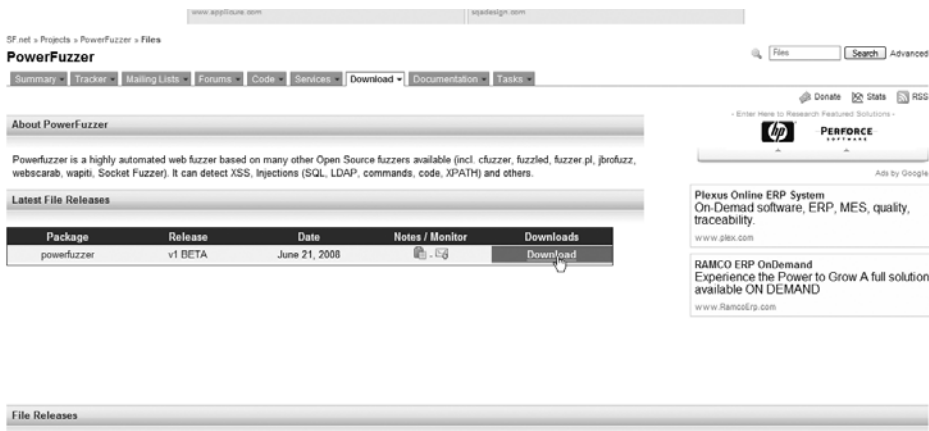 www.appliqure.com
sqadesign.com
SF.net » Projects » PowerFuzzer » Files
PowerFuzzer
Files
Search
Advanced
Summary
Tracker
Mailing Lists
Forums
Code
Services
Download
Documentation
Tasks
Donate
Stats
RSS
About PowerFuzzer
- Enter Here to Research Featured Solutions -
hp
PERFORCE
SOFTWARE
Powerfuzzer is a highly automated web fuzzer based on many other Open Source fuzzers available (incl. cfuzzer, fuzzled, fuzzer.pl, jbrofuzz,
webscarab, wapiti, Socket Fuzzer). It can detect XSS, Injections (SQL, LDAP, commands, code, XPATH) and others.
Ads by Google
Latest File Releases
Plexus Online ERP System
On-Demad software, ERP, MES, quality,
traceability.
www.plex.com
Package Release Date Notes / Monitor Downloads
powerfuzzer v1 BETA June 21, 2008 - Download
RAMCO ERP OnDemand
Experience the Power to Grow A full solution
available ON DEMAND
www.RamcoErp.com
File Releases